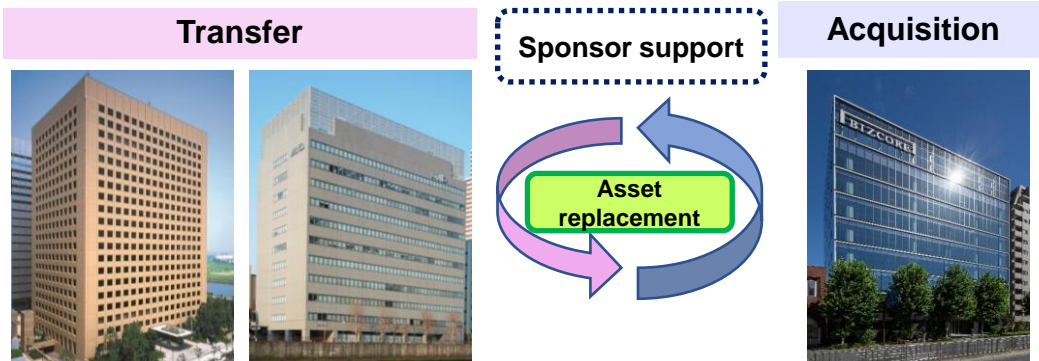 Transfer
Sponsor support
Acquisition
BIZCORE
Asset
replacement